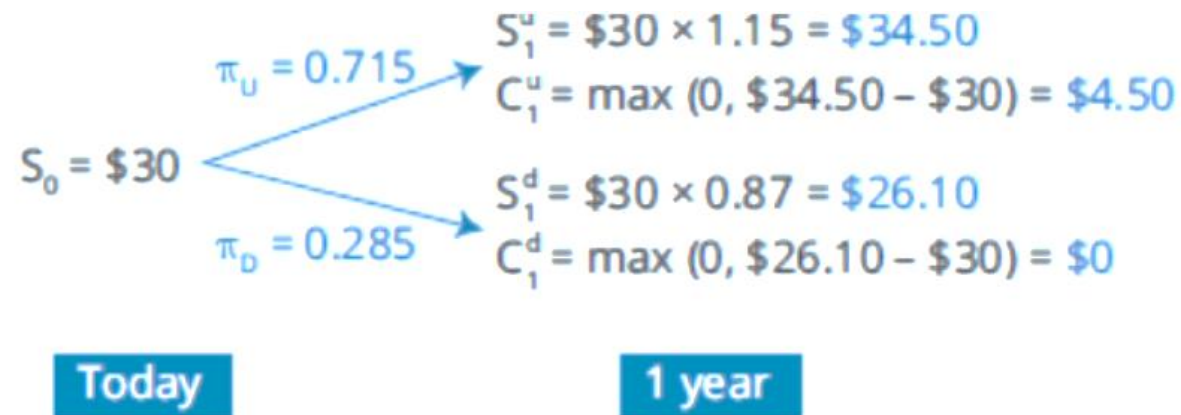 S₁ᵘ = $30 × 1.15 = $34.50
π_U = 0.715
C₁ᵘ = max (0, $34.50 – $30) = $4.50
S₀ = $30
S₁ᵈ = $30 × 0.87 = $26.10
π_D = 0.285
C₁ᵈ = max (0, $26.10 – $30) = $0
Today
1 year